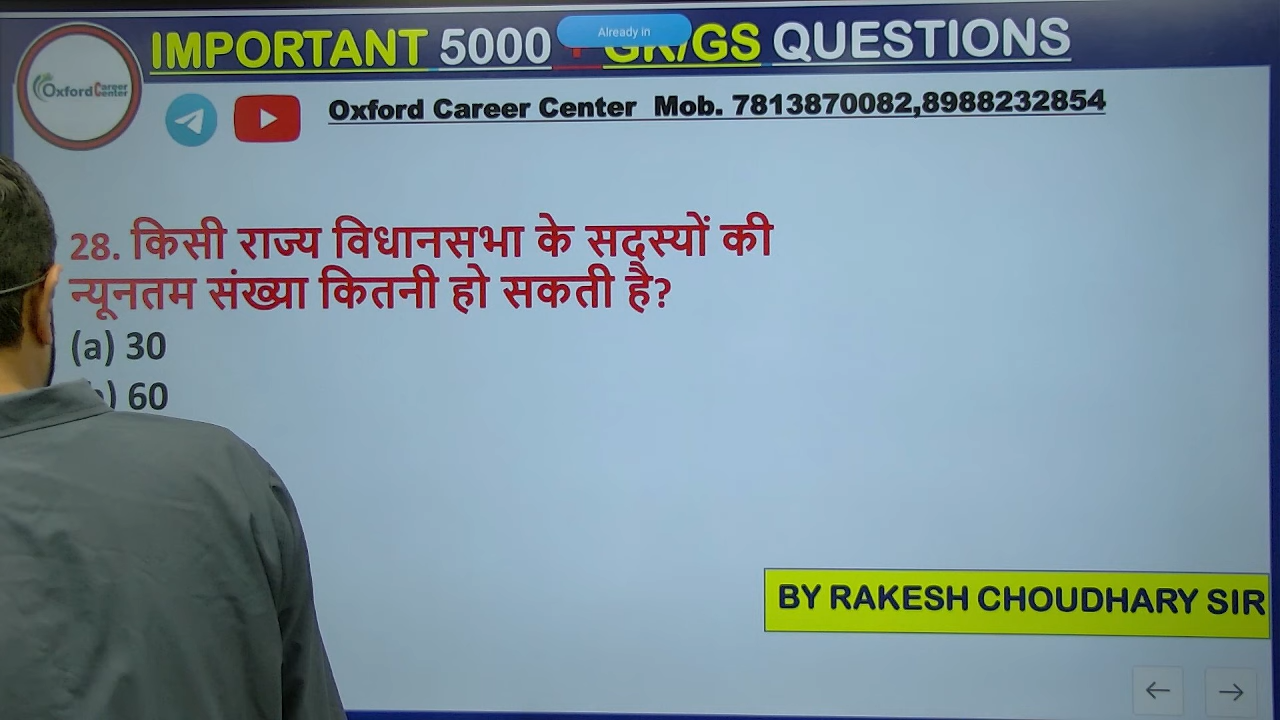 IMPORTANT 5000 + GK/GS QUESTIONS
Already in
Oxford Career Center
Oxford Career Center Mob. 7813870082,8988232854
28. किसी राज्य विधानसभा के सदस्यों की
न्यूनतम संख्या कितनी हो सकती है?
(a) 30
) 60
BY RAKESH CHOUDHARY SIR